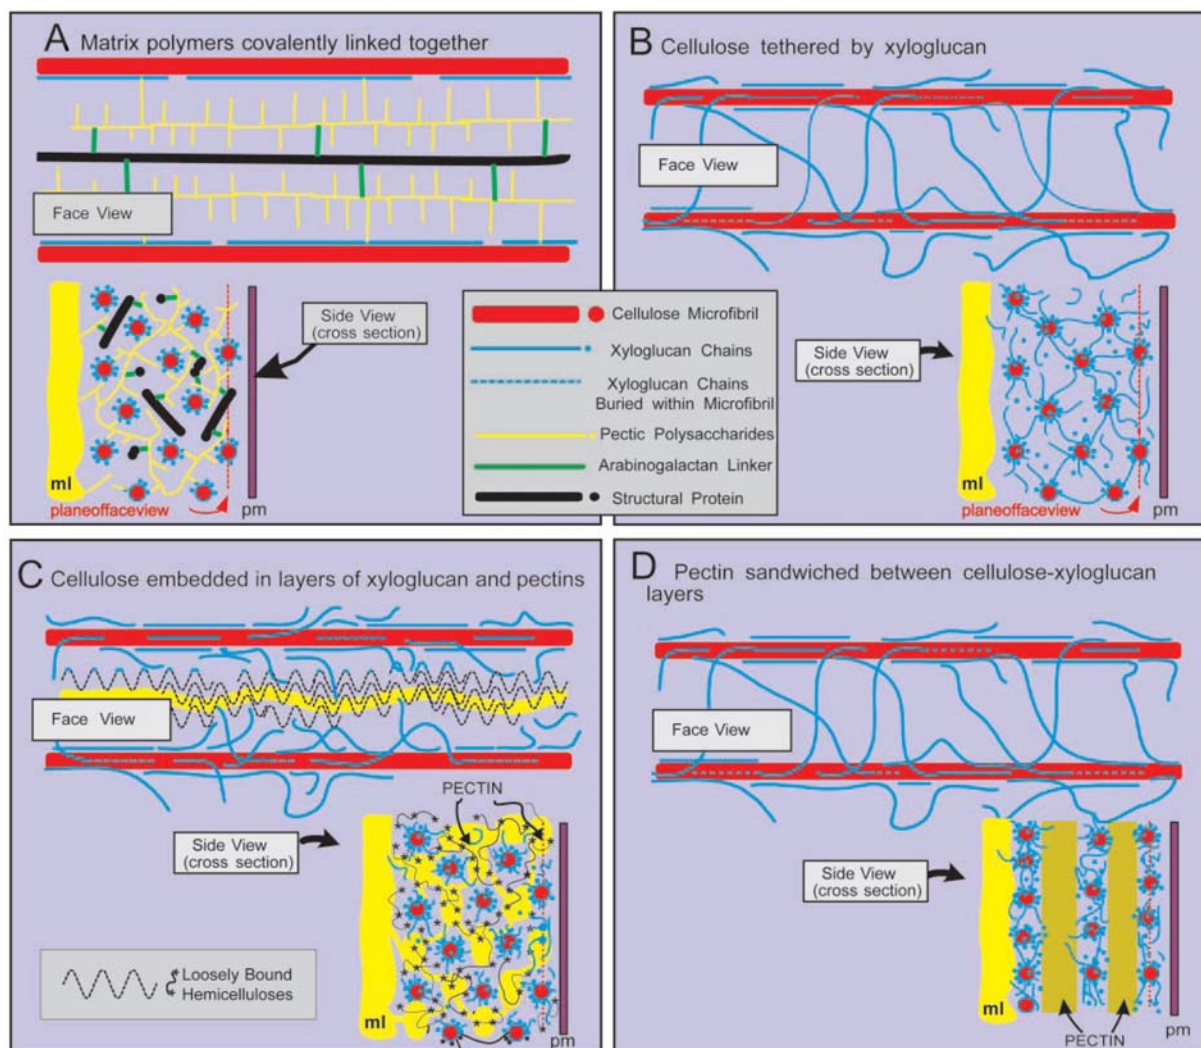 A Matrix polymers covalently linked together
Face View
Side View
(cross section)
ml
planeoffaceview
pm
B Cellulose tethered by xyloglucan
Face View
Side View
(cross section)
ml
planeoffaceview
pm
Cellulose Microfibril
Xyloglucan Chains
Xyloglucan Chains
Buried within Microfibril
Pectic Polysaccharides
Arabinogalactan Linker
Structural Protein
C Cellulose embedded in layers of xyloglucan and pectins
Face View
PECTIN
Side View
(cross section)
Loosely Bound
Hemicelluloses
ml
pm
D Pectin sandwiched between cellulose-xyloglucan
layers
Face View
Side View
(cross section)
ml
PECTIN
pm